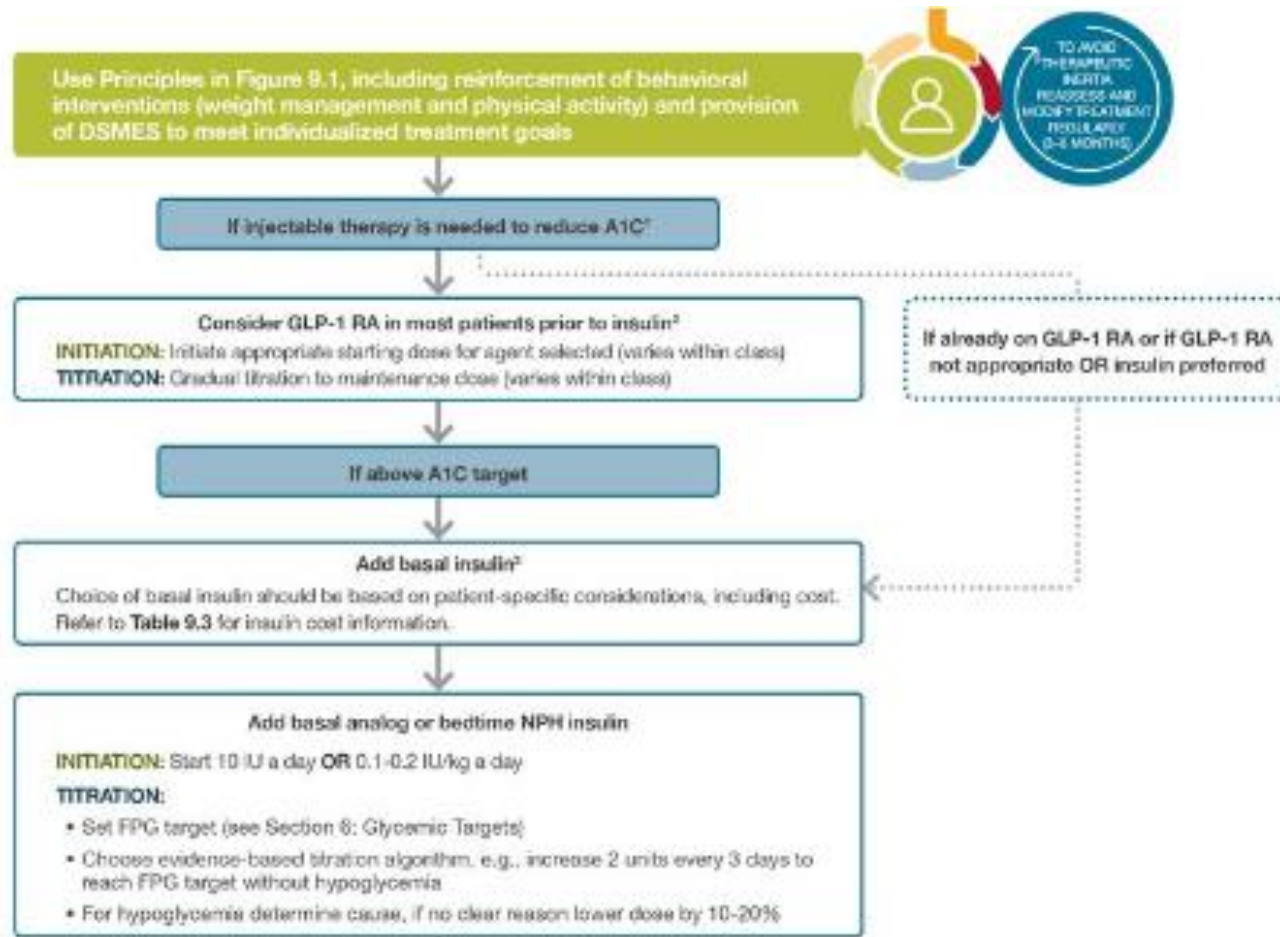 Use Principles in Figure 9.1, including reinforcement of behavioral
interventions (weight management and physical activity) and provision
of DSMES to meet individualized treatment goals
TO AVOID
THERAPEUTIC
INERTIA
REASSESS AND
MODIFY TREATMENT
REGULARLY
(3–6 MONTHS)
If injectable therapy is needed to reduce A1C¹
Consider GLP-1 RA in most patients prior to insulin²
INITIATION: Initiate appropriate starting dose for agent selected (varies within class)
TITRATION: Gradual titration to maintenance dose (varies within class)
If already on GLP-1 RA or if GLP-1 RA
not appropriate OR insulin preferred
If above A1C target
Add basal insulin³
Choice of basal insulin should be based on patient-specific considerations, including cost.
Refer to Table 9.3 for insulin cost information.
Add basal analog or bedtime NPH insulin
INITIATION: Start 10 IU a day OR 0.1-0.2 IU/kg a day
TITRATION:
• Set FPG target (see Section 6: Glycemic Targets)
• Choose evidence-based titration algorithm, e.g., increase 2 units every 3 days to
reach FPG target without hypoglycemia
• For hypoglycemia determine cause, if no clear reason lower dose by 10-20%